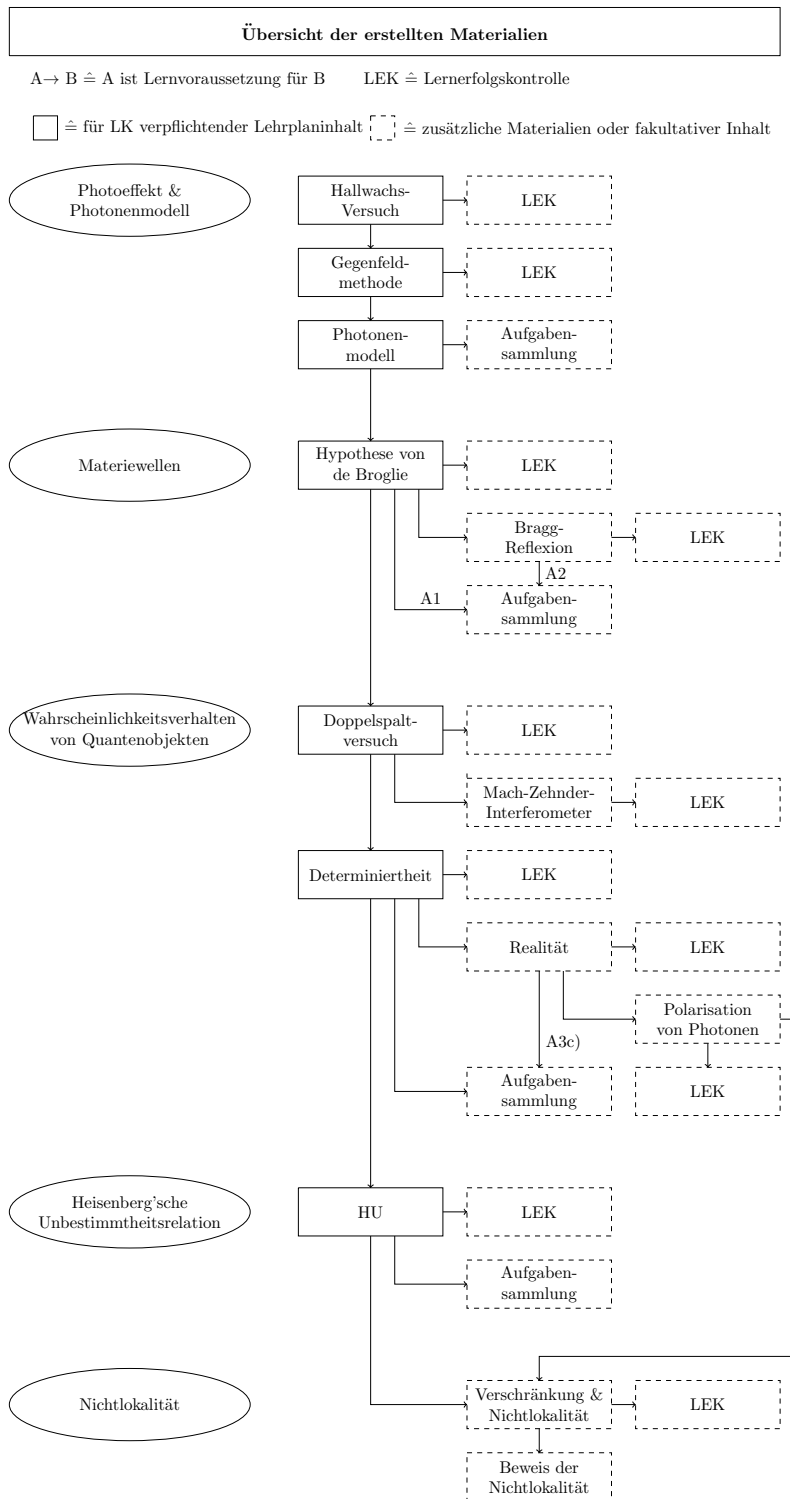 Übersicht der erstellten Materialien
A→ B ≙ A ist Lernvoraussetzung für B LEK ≙ Lernerfolgskontrolle
≙ für LK verpflichtender Lehrplaninhalt ≙ zusätzliche Materialien oder fakultativer Inhalt
Photoeffekt &
Photonenmodell
Hallwachs-
Versuch
LEK
Gegenfeld-
methode
LEK
Photonen-
modell
Aufgaben-
sammlung
Materiewellen
Hypothese von
de Broglie
LEK
Bragg-
Reflexion
LEK
A2
A1
Aufgaben-
sammlung
Wahrscheinlichkeitsverhalten
von Quantenobjekten
Doppelspalt-
versuch
LEK
Mach-Zehnder-
Interferometer
LEK
Determiniertheit
LEK
Realität
LEK
Polarisation
von Photonen
A3c)
Aufgaben-
sammlung
LEK
Heisenberg'sche
Unbestimmtheitsrelation
HU
LEK
Aufgaben-
sammlung
Nichtlokalität
Verschränkung &
Nichtlokalität
LEK
Beweis der
Nichtlokalität